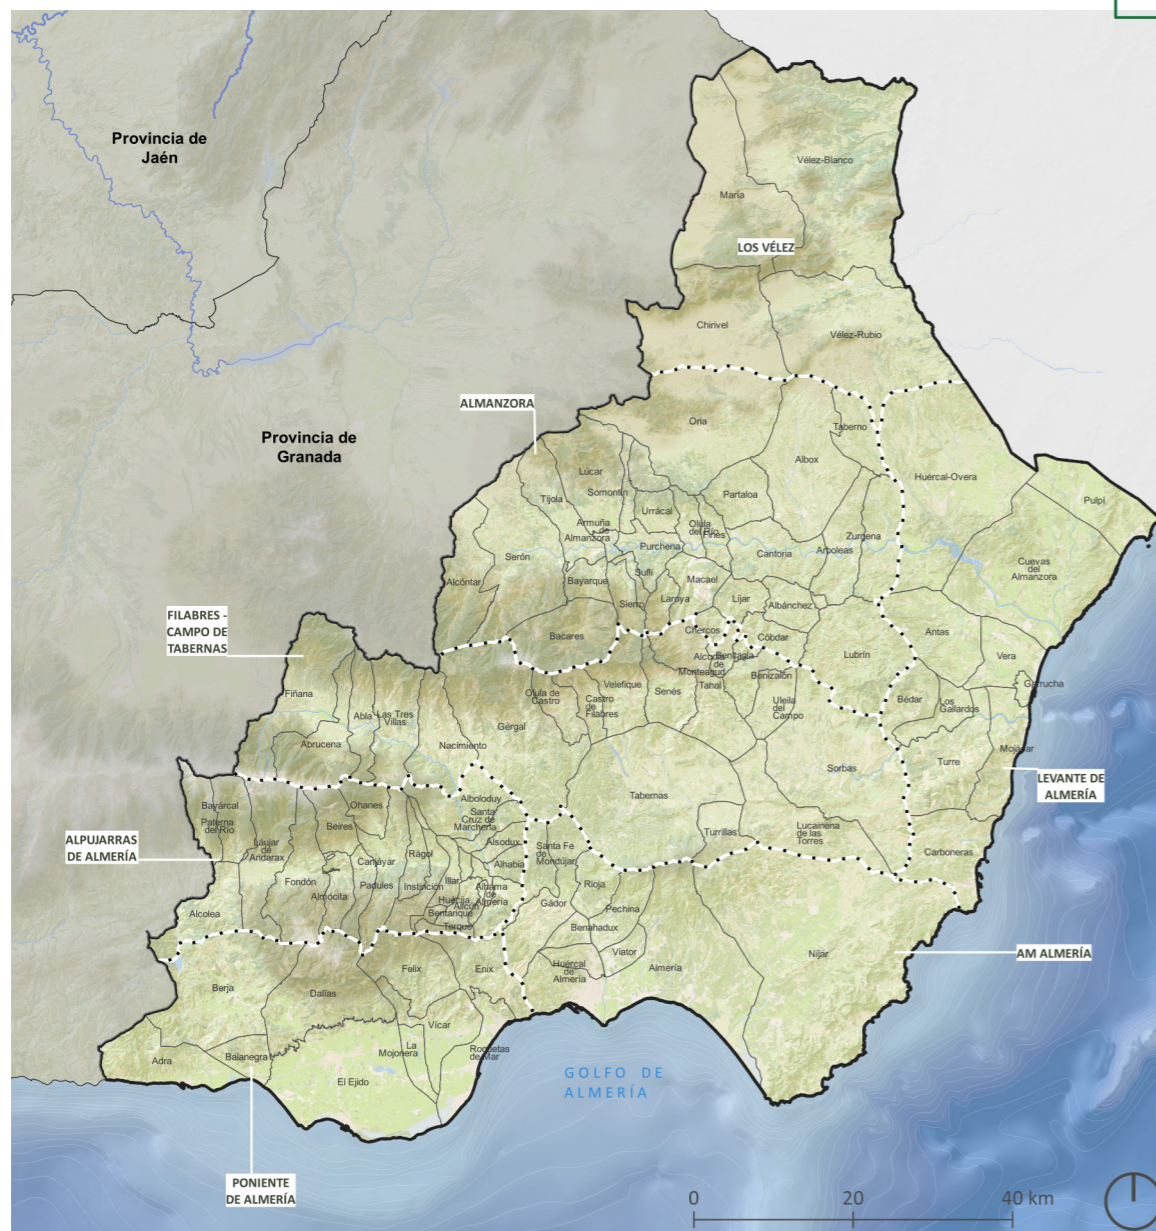 Provincia de
Jaén
Vélez-Blanco
María
LOS VÉLEZ
Chirivel
Vélez-Rubio
ALMANZORA
Provincia de
Granada
Oria
Taberno
Albox
Lúcar
Huércal-Overa
Somontín
Tíjola
Partaloa
Pulpí
Urrácal
Armuña
de
Almanzora
Olula
del Río
Fines
Zurgena
Purchena
Arboleas
Cantoria
Serón
Cuevas
del
Almanzora
Suflí
Bayarque
Alcóntar
Macael
Laroya
Líjar
Sierro
Albánchez
FILABRES -
CAMPO DE
TABERNAS
Chercos
Bacares
Cóbdar
Antas
Alcudia
de
Monteagud
Benitagla
Lubrín
Vera
Benizalón
Velefique
Senés
Tahal
Garrucha
Fiñana
Olula de
Castro
Castro
de
Filabres
Uleila
del
Campo
Bédar
Los
Gallardos
Abla
Las Tres
Villas
Gérgal
Abrucena
Nacimiento
Mojácar
Turre
Sorbas
Alboloduy
LEVANTE DE
ALMERÍA
Tabernas
Bayárcal
Ohanes
Santa
Cruz de
Marchena
Paterna
del Río
Beires
Lucainena
de las
Torres
Turrillas
ALPUJARRAS
DE ALMERÍA
Láujar
de
Andarax
Alsodux
Santa Fe
de
Mondújar
Rágol
Canjáyar
Alhabia
Carboneras
Fondón
Almócita
Padules
Instinción
Íllar
Alhama
de
Almería
Rioja
Huécija
Alicún
Gádor
Alcolea
Bentarique
Pechina
Terque
Benahadux
Viator
Níjar
AM ALMERÍA
Huércal
de
Almería
Almería
Felix
Enix
Berja
Dalías
Vícar
La
Mojonera
Roquetas
de Mar
Adra
Balanegra
El Ejido
GOLFO DE
ALMERÍA
PONIENTE
DE ALMERÍA
0 20 40 km